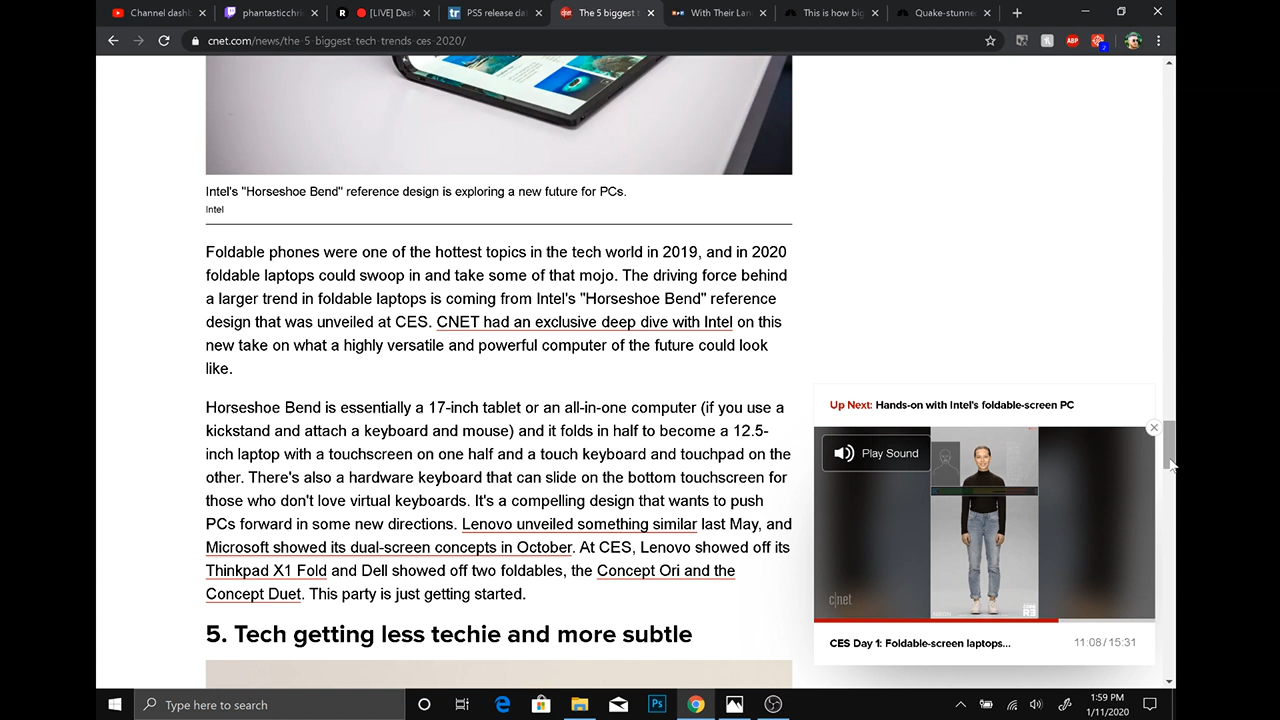 Channel dashb
phantasticchri
[LIVE] Dash
PS5 release da
The 5 biggest t
With Their Lan
This is how big
Quake-stunne
cnet.com/news/the-5-biggest-tech-trends-ces-2020/
ABP
Intel's "Horseshoe Bend" reference design is exploring a new future for PCs.
Intel
Foldable phones were one of the hottest topics in the tech world in 2019, and in 2020
foldable laptops could swoop in and take some of that mojo. The driving force behind
a larger trend in foldable laptops is coming from Intel's "Horseshoe Bend" reference
design that was unveiled at CES. CNET had an exclusive deep dive with Intel on this
new take on what a highly versatile and powerful computer of the future could look
like.
Horseshoe Bend is essentially a 17-inch tablet or an all-in-one computer (if you use a
kickstand and attach a keyboard and mouse) and it folds in half to become a 12.5-
inch laptop with a touchscreen on one half and a touch keyboard and touchpad on the
other. There's also a hardware keyboard that can slide on the bottom touchscreen for
those who don't love virtual keyboards. It's a compelling design that wants to push
PCs forward in some new directions. Lenovo unveiled something similar last May, and
Microsoft showed its dual-screen concepts in October. At CES, Lenovo showed off its
Thinkpad X1 Fold and Dell showed off two foldables, the Concept Ori and the
Concept Duet. This party is just getting started.
5. Tech getting less techie and more subtle
Up Next: Hands-on with Intel's foldable-screen PC
Play Sound
c|net
CES Day 1: Foldable-screen laptops...
11:08/15:31
Type here to search
Ps
1:59 PM
1/11/2020